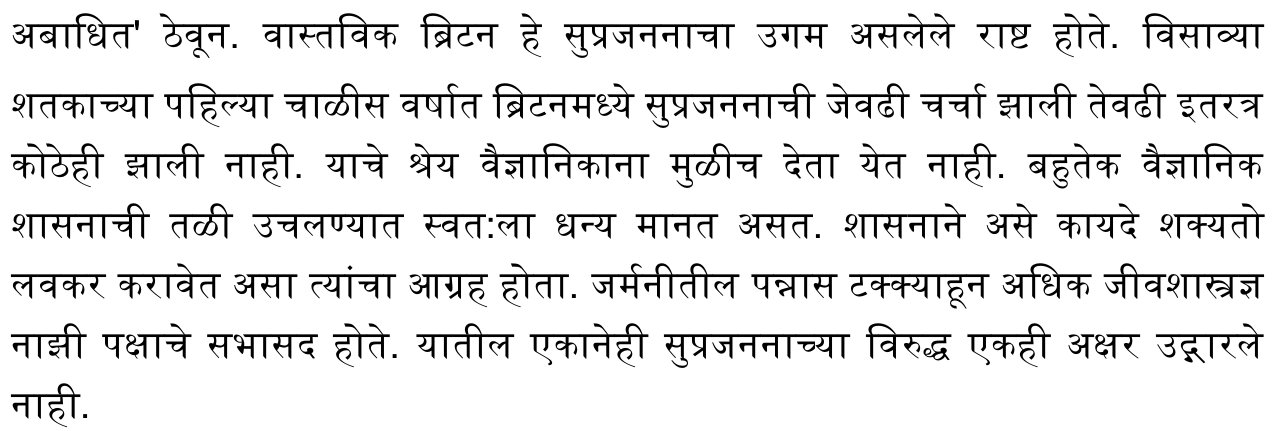 अबाधित' ठेवून. वास्तविक ब्रिटन हे सुप्रजननाचा उगम असलेले राष्ट होते. विसाव्या
शतकाच्या पहिल्या चाळीस वर्षात ब्रिटनमध्ये सुप्रजननाची जेवढी चर्चा झाली तेवढी इतरत्र
कोठेही झाली नाही. याचे श्रेय वैज्ञानिकाना मुळीच देता येत नाही. बहुतेक वैज्ञानिक
शासनाची तळी उचलण्यात स्वत:ला धन्य मानत असत. शासनाने असे कायदे शक्यतो
लवकर करावेत असा त्यांचा आग्रह होता. जर्मनीतील पन्नास टक्क्याहून अधिक जीवशास्त्रज्ञ
नाझी पक्षाचे सभासद होते. यातील एकानेही सुप्रजननाच्या विरुद्ध एकही अक्षर उद्गारले
नाही.